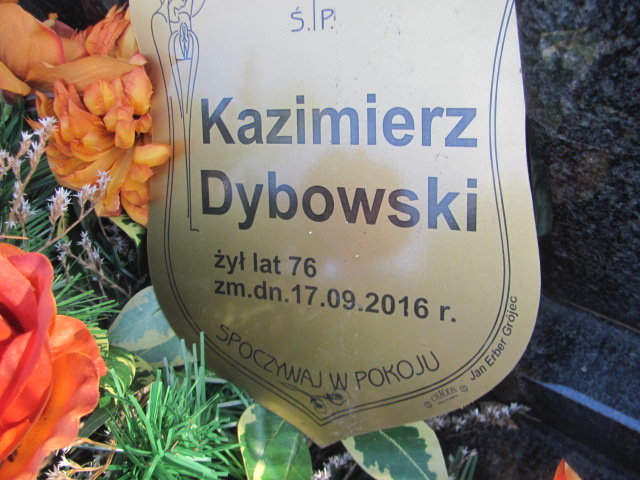 Ś.†P.
Kazimierz
Dybowski
żył lat 76
zm.dn.17.09.2016 r.
SPOCZYWAJ W POKOJU
Jan Erber Grójec